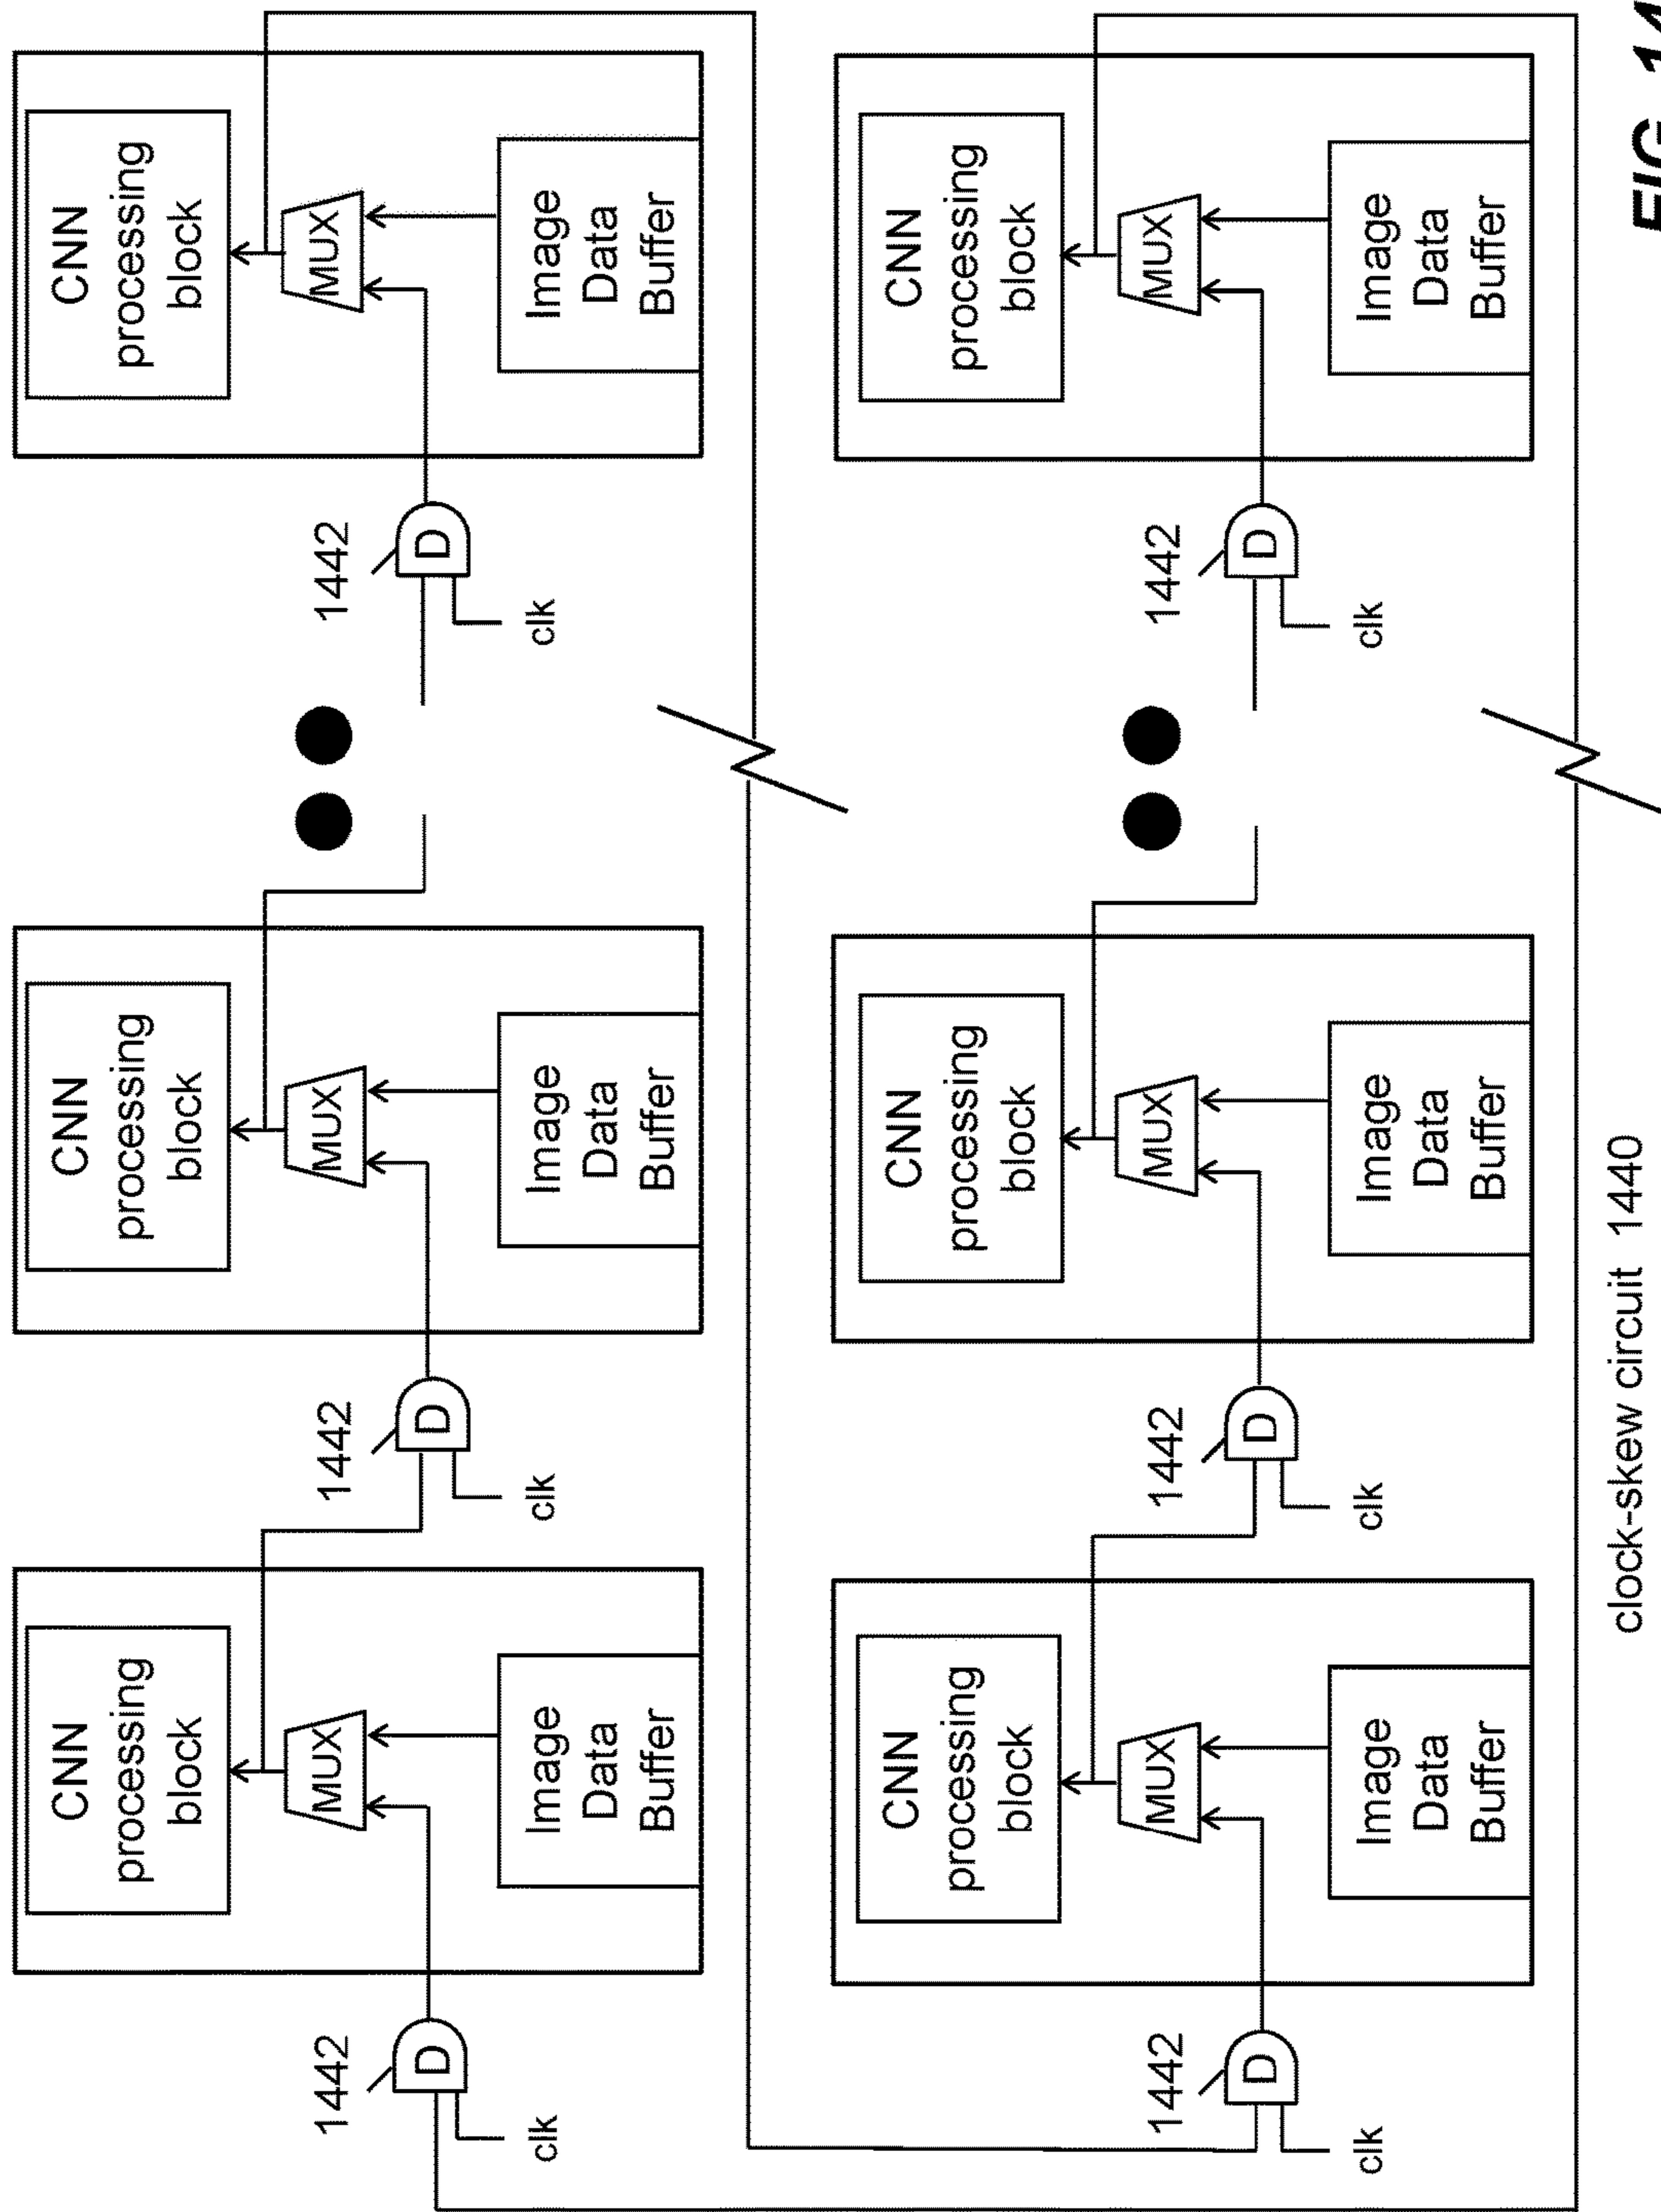 CNN
processing
block
MUX
Image
Data
Buffer
1442
D
clk
CNN
processing
block
MUX
Image
Data
Buffer
1442
D
clk
CNN
processing
block
MUX
Image
Data
Buffer
1442
D
clk
CNN
processing
block
MUX
Image
Data
Buffer
1442
D
clk
CNN
processing
block
MUX
Image
Data
Buffer
1442
D
clk
CNN
processing
block
MUX
Image
Data
Buffer
1442
D
clk
clock-skew circuit 1440
FIG. 14